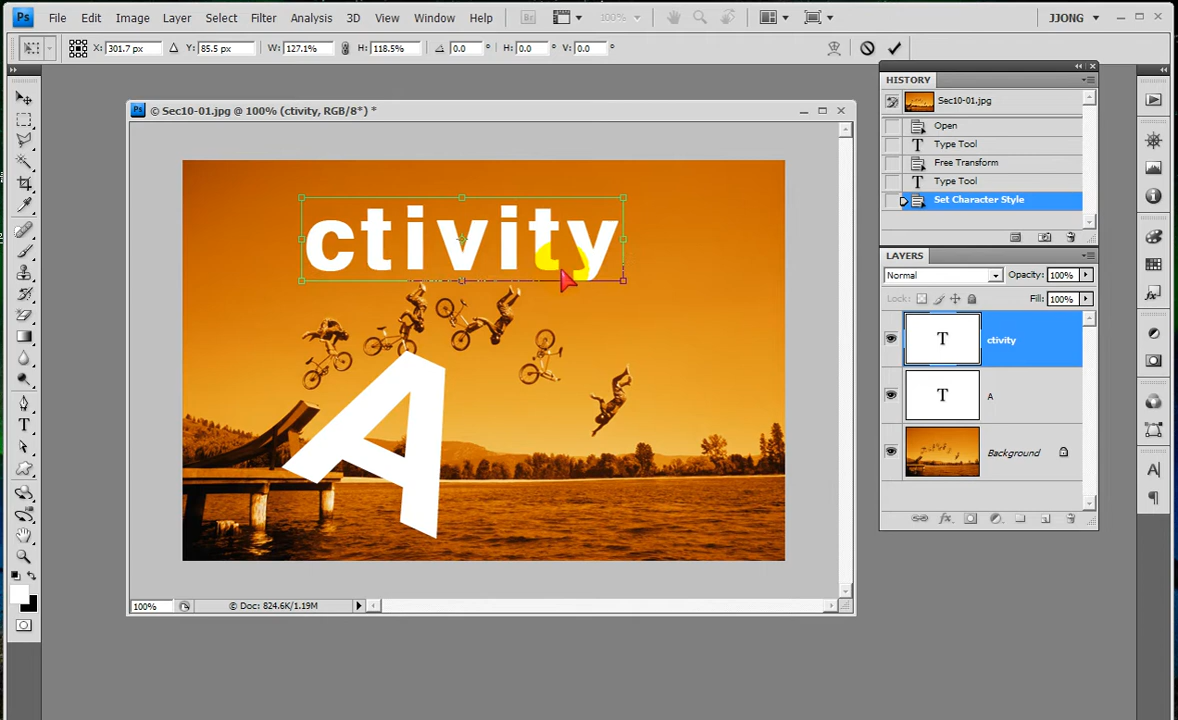 Ps File Edit Image Layer Select Filter Analysis 3D View Window Help Br 100% JJONG
X: 301.7 px Y: 85.5 px W: 127.1% H: 118.5% 0.0 ° H: 0.0 ° V: 0.0 °
HISTORY
Sec10-01.jpg
Open
T Type Tool
Free Transform
T Type Tool
Set Character Style
Ps © Sec10-01.jpg @ 100% (ctivity, RGB/8*) *
ctivity
A
LAYERS
Normal Opacity: 100%
Lock: Fill: 100%
T ctivity
T A
Background
100% © Doc: 824.6K/1.19M